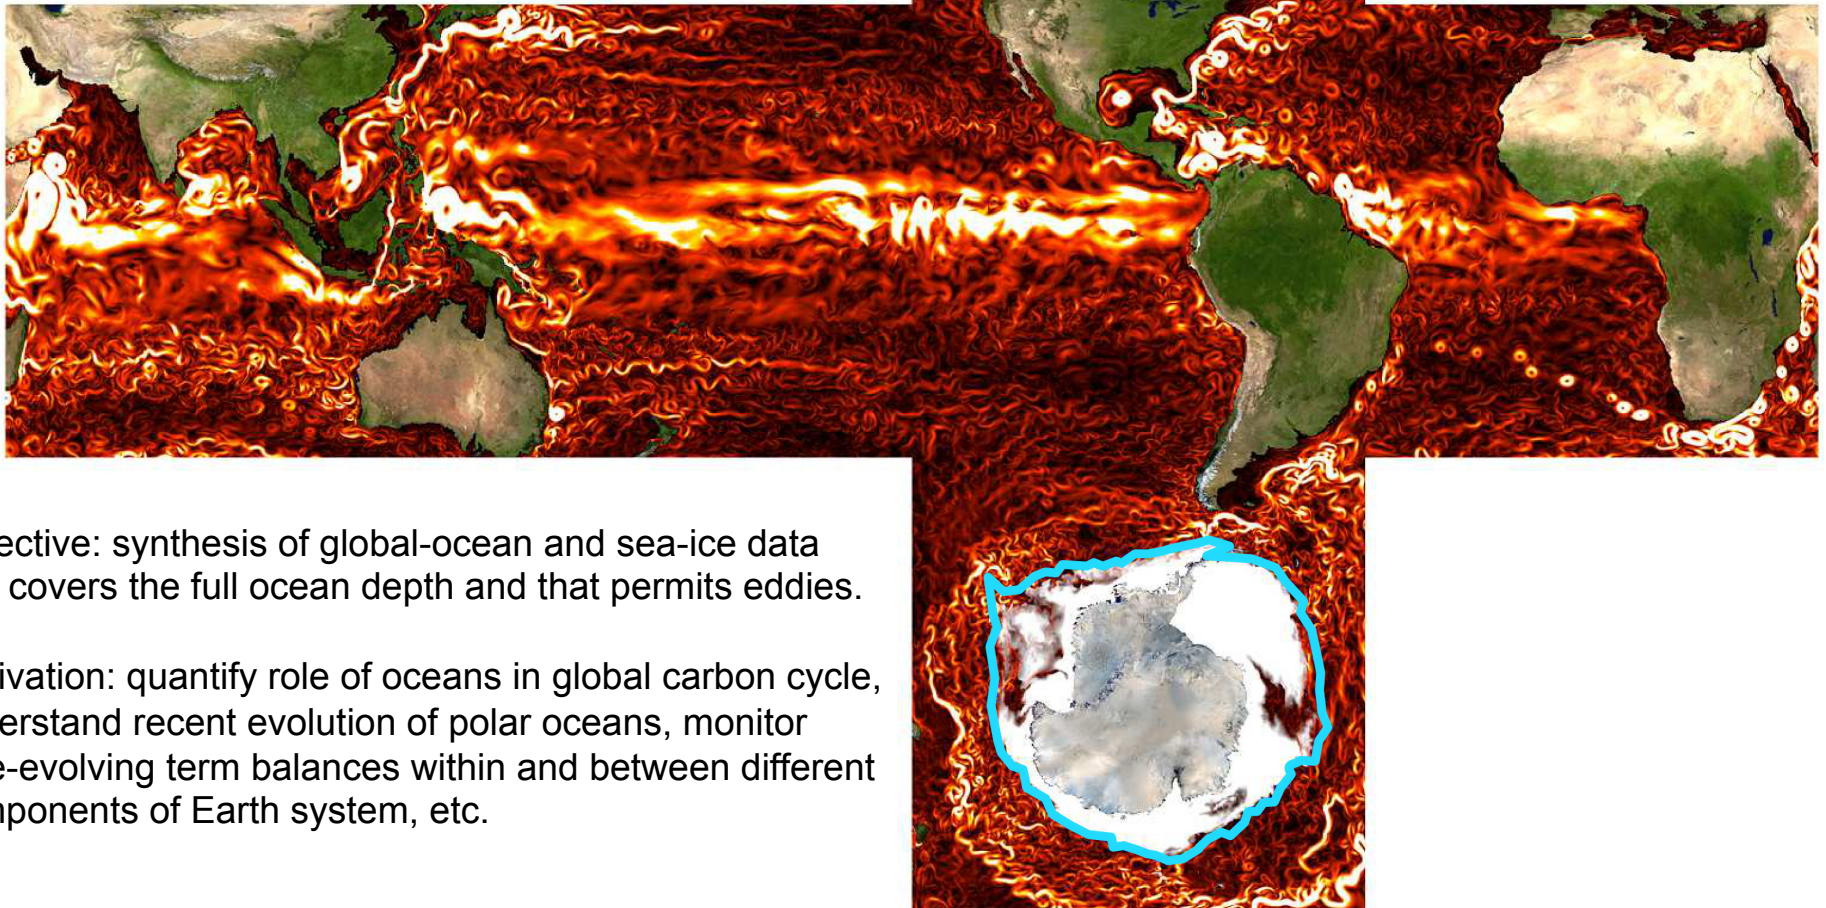 ective: synthesis of global-ocean and sea-ice data
covers the full ocean depth and that permits eddies.
ivation: quantify role of oceans in global carbon cycle,
erstand recent evolution of polar oceans, monitor
e-evolving term balances within and between different
ponents of Earth system, etc.